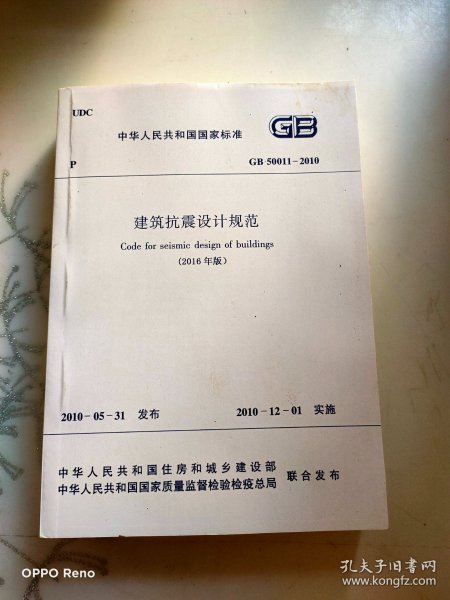 UDC
中华人民共和国国家标准 GB
P
GB 50011-2010
建筑抗震设计规范
Code for seismic design of buildings
(2016 年版)
2010-05-31 发布
2010-12-01 实施
中华人民共和国住房和城乡建设部
中华人民共和国国家质量监督检验检疫总局
联合发布
OPPO Reno
孔夫子旧书网
www.kongfz.com